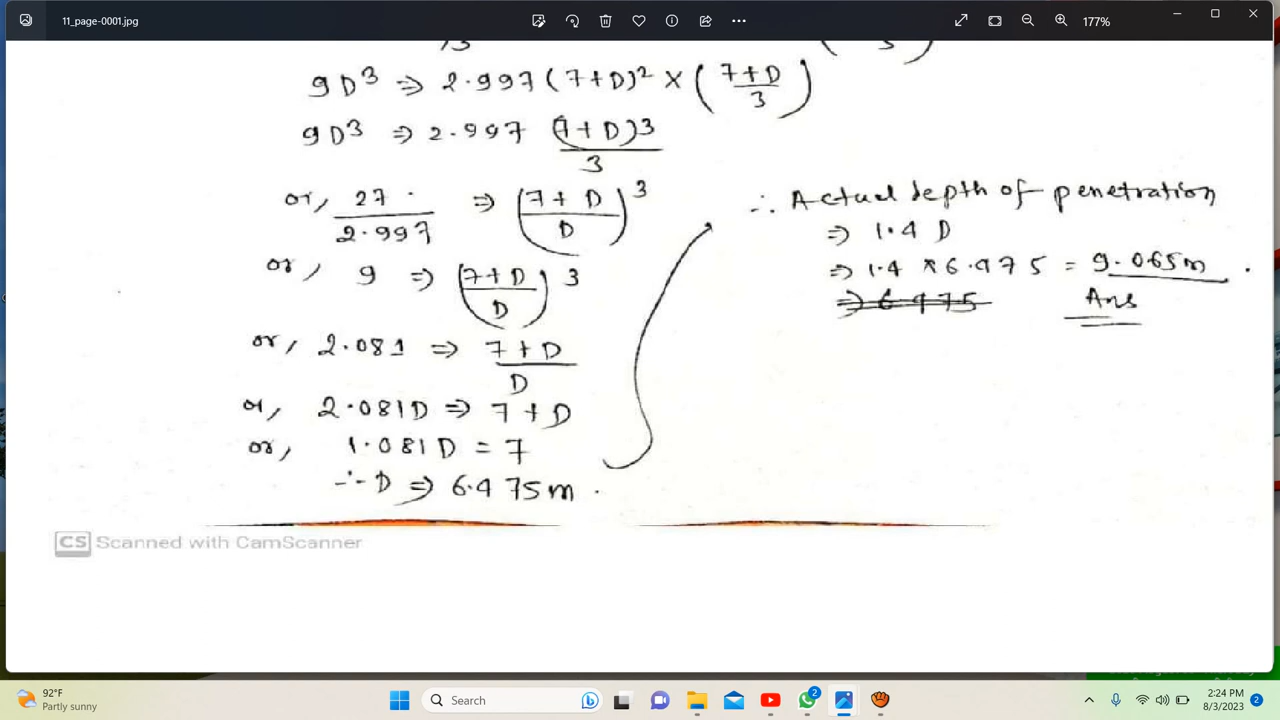 11_page-0001.jpg
177%
9D³ ⇒ 2.997 (7+D)² × (7+D/3)
9D³ ⇒ 2.997 (7+D)³/3
or, 27/2.997 ⇒ (7+D/D)³
or, 9 ⇒ (7+D/D)³
or, 2.081 ⇒ 7+D/D
or, 2.081D ⇒ 7+D
or, 1.081D = 7
∴ D ⇒ 6.475m.
∴ Actual depth of penetration
⇒ 1.4 D
⇒ 1.4 * 6.475 = 9.065m.
⇒ 6.475
Ans
CS Scanned with CamScanner
92°F
Partly sunny
Search
2
2:24 PM
8/3/2023
2